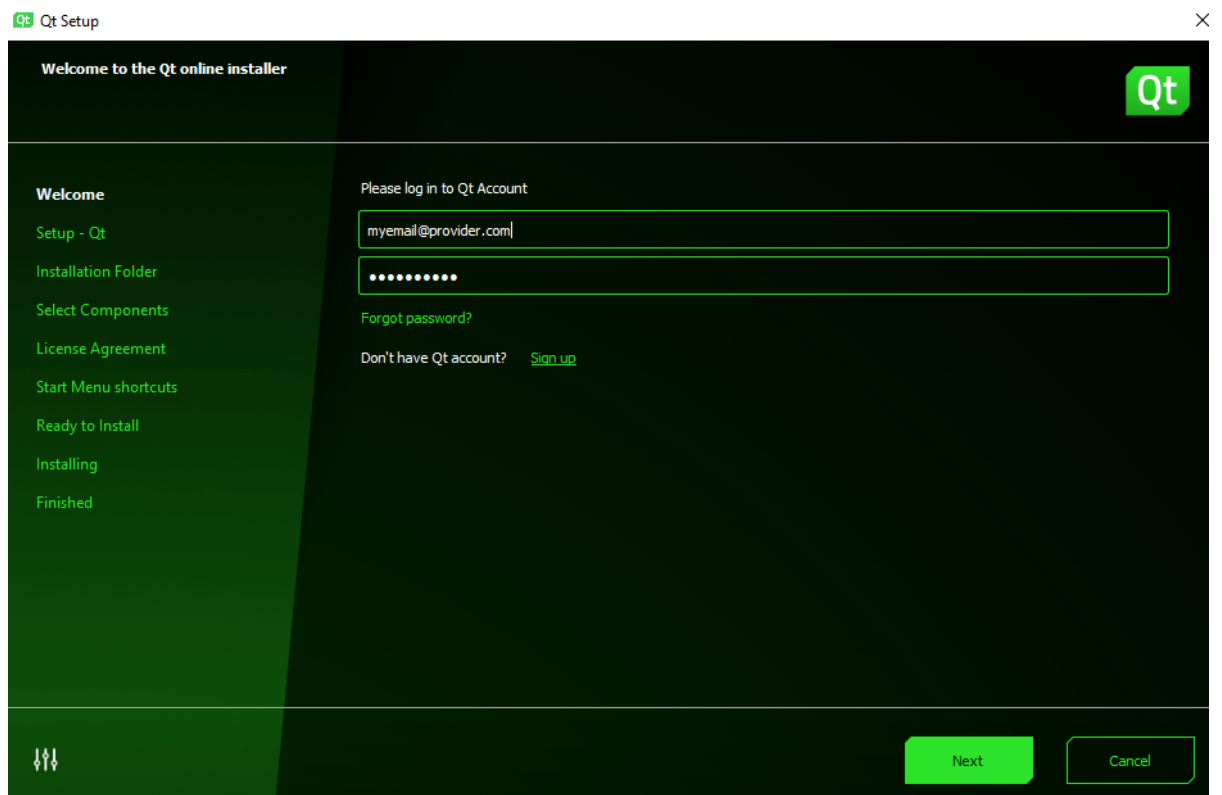 Qt Qt Setup
Welcome to the Qt online installer
Qt
Welcome
Setup - Qt
Installation Folder
Select Components
License Agreement
Start Menu shortcuts
Ready to Install
Installing
Finished
Please log in to Qt Account
myemail@provider.com
●●●●●●●●●●
Forgot password?
Don't have Qt account? Sign up
Next
Cancel